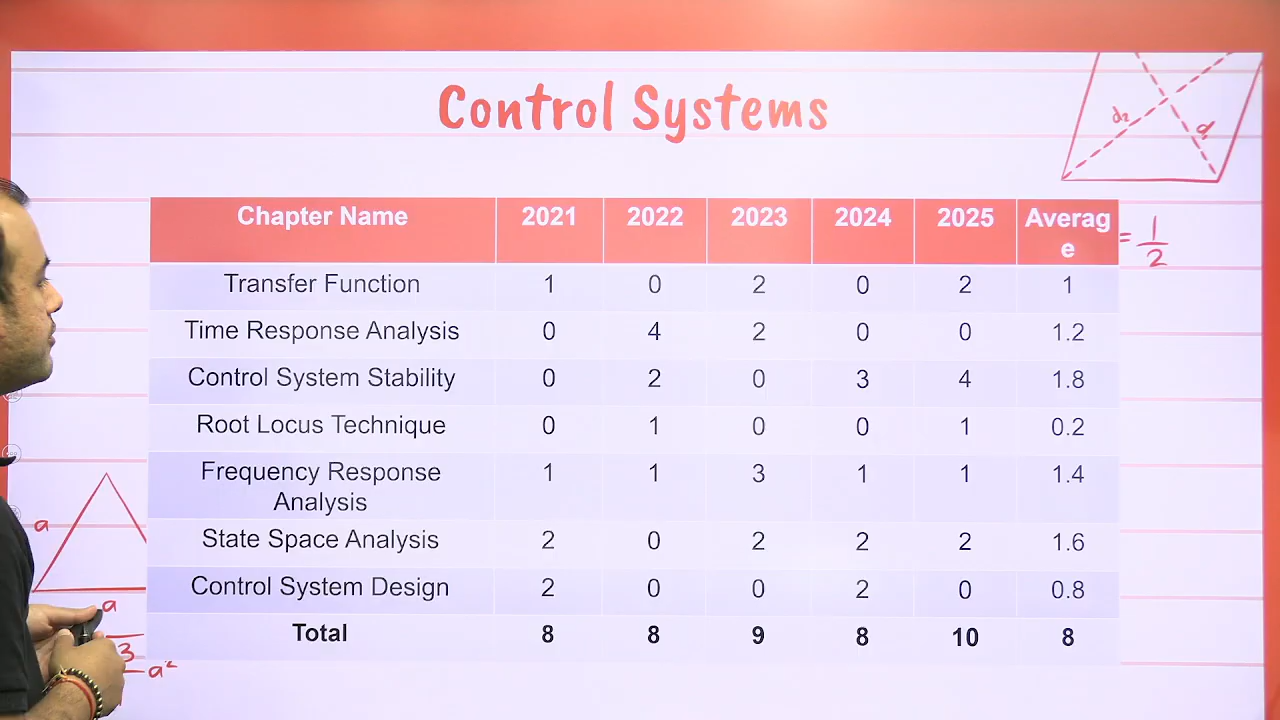 Control Systems
d2
d1
Chapter Name 2021 2022 2023 2024 2025 Averag
e
= 1
2
Transfer Function 1 0 2 0 2 1
Time Response Analysis 0 4 2 0 0 1.2
Control System Stability 0 2 0 3 4 1.8
Root Locus Technique 0 1 0 0 1 0.2
Frequency Response 1 1 3 1 1 1.4
Analysis
a
State Space Analysis 2 0 2 2 2 1.6
Control System Design 2 0 0 2 0 0.8
a
Total 8 8 9 8 10 8
3
a²